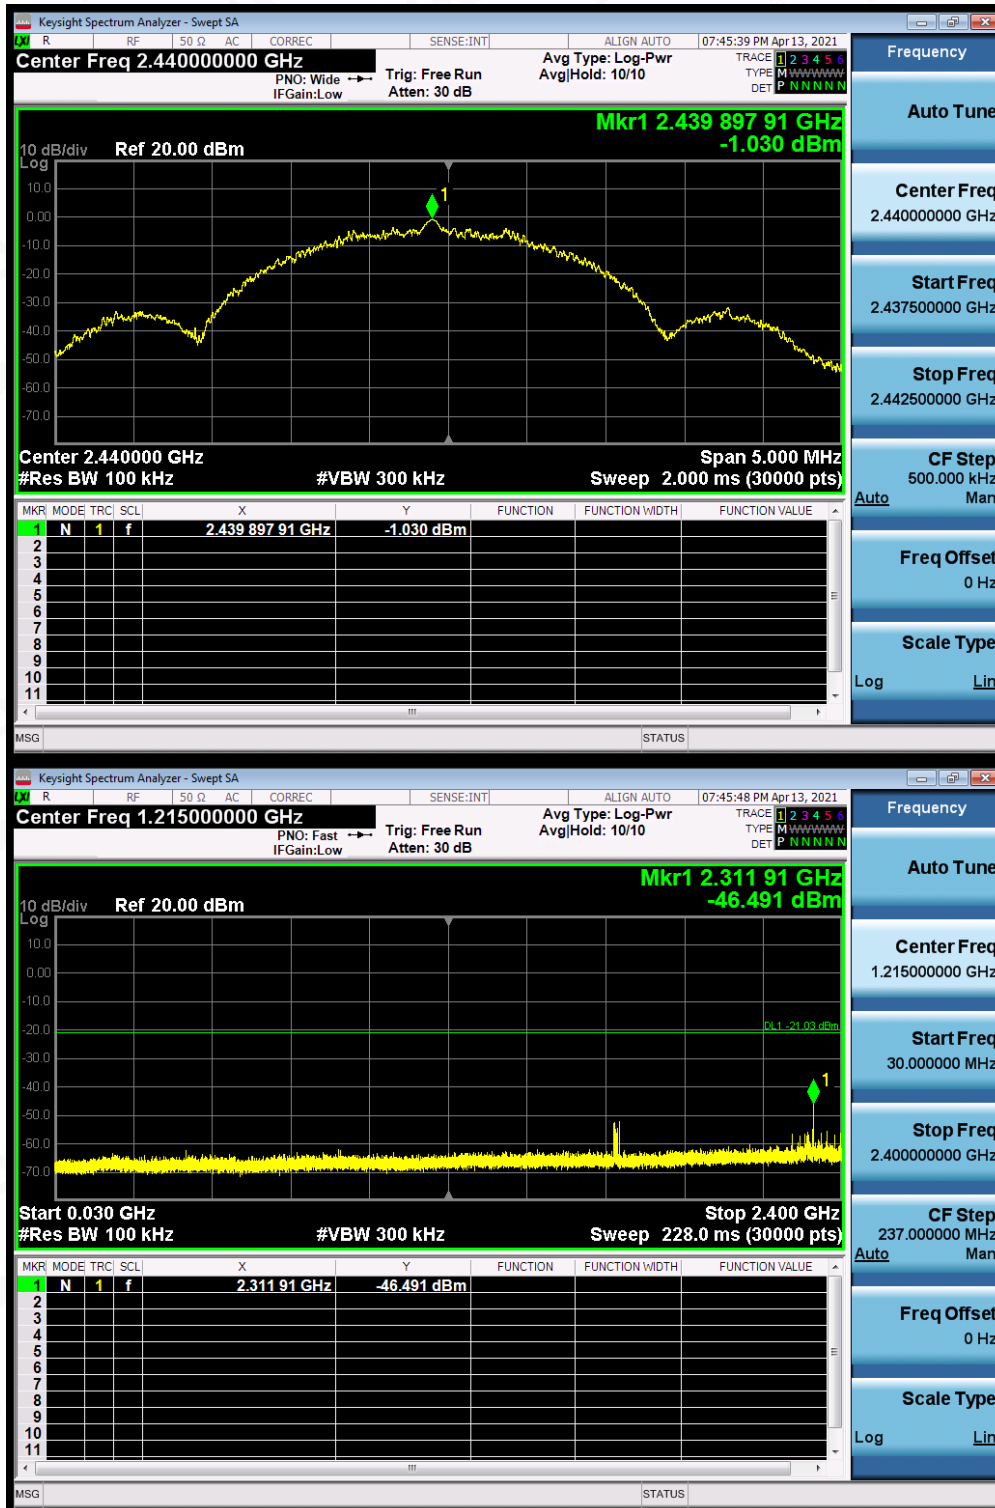 Keysight Spectrum Analyzer - Swept SA
LXI R RF 50 Ω AC CORREC SENSE:INT ALIGN AUTO 07:45:39 PM Apr 13, 2021
Center Freq 2.440000000 GHz
PNO: Wide
IFGain:Low
Trig: Free Run
Atten: 30 dB
Avg Type: Log-Pwr
Avg|Hold: 10/10
TRACE 1 2 3 4 5 6
TYPE M WWWWW
DET P N N N N N
Mkr1 2.439 897 91 GHz
-1.030 dBm
10 dB/div Ref 20.00 dBm
Log
10.0
0.00
-10.0
-20.0
-30.0
-40.0
-50.0
-60.0
-70.0
1
Center 2.440000 GHz Span 5.000 MHz
#Res BW 100 kHz #VBW 300 kHz Sweep 2.000 ms (30000 pts)
MKR MODE TRC SCL X Y FUNCTION FUNCTION WIDTH FUNCTION VALUE
1 N 1 f 2.439 897 91 GHz -1.030 dBm
2
3
4
5
6
7
8
9
10
11
MSG STATUS
Frequency
Auto Tune
Center Freq
2.440000000 GHz
Start Freq
2.437500000 GHz
Stop Freq
2.442500000 GHz
CF Step
500.000 kHz
Auto Man
Freq Offset
0 Hz
Scale Type
Log Lin
Keysight Spectrum Analyzer - Swept SA
LXI R RF 50 Ω AC CORREC SENSE:INT ALIGN AUTO 07:45:48 PM Apr 13, 2021
Center Freq 1.215000000 GHz
PNO: Fast
IFGain:Low
Trig: Free Run
Atten: 30 dB
Avg Type: Log-Pwr
Avg|Hold: 10/10
TRACE 1 2 3 4 5 6
TYPE M WWWWW
DET P N N N N N
Mkr1 2.311 91 GHz
-46.491 dBm
10 dB/div Ref 20.00 dBm
Log
10.0
0.00
-10.0
-20.0
-30.0
-40.0
-50.0
-60.0
-70.0
DL1 -21.03 dBm
1
Start 0.030 GHz Stop 2.400 GHz
#Res BW 100 kHz #VBW 300 kHz Sweep 228.0 ms (30000 pts)
MKR MODE TRC SCL X Y FUNCTION FUNCTION WIDTH FUNCTION VALUE
1 N 1 f 2.311 91 GHz -46.491 dBm
2
3
4
5
6
7
8
9
10
11
MSG STATUS
Frequency
Auto Tune
Center Freq
1.215000000 GHz
Start Freq
30.000000 MHz
Stop Freq
2.400000000 GHz
CF Step
237.000000 MHz
Auto Man
Freq Offset
0 Hz
Scale Type
Log Lin